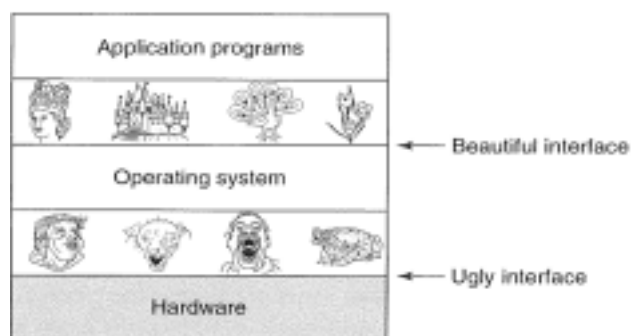 Application programs
Beautiful interface
Operating system
Ugly interface
Hardware